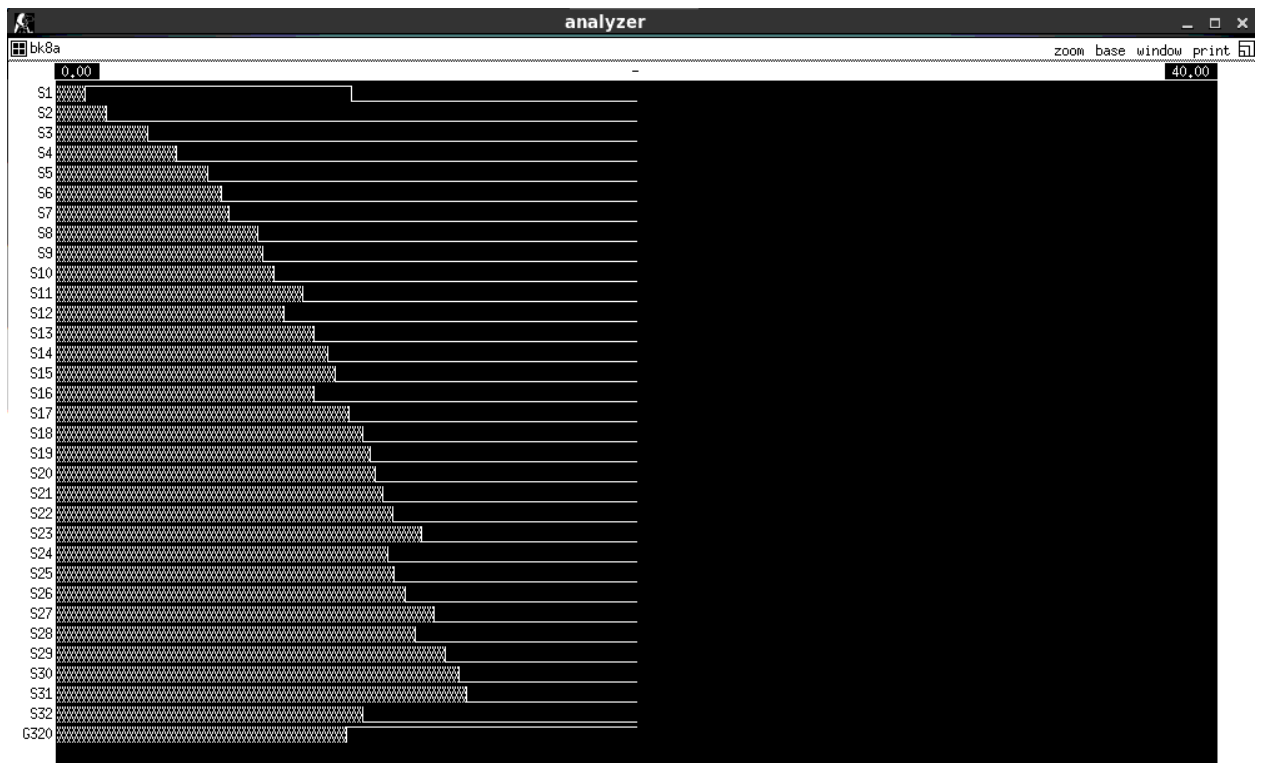 analyzer
bk8a zoom base window print
0.00 - 40.00
S1
S2
S3
S4
S5
S6
S7
S8
S9
S10
S11
S12
S13
S14
S15
S16
S17
S18
S19
S20
S21
S22
S23
S24
S25
S26
S27
S28
S29
S30
S31
S32
G320